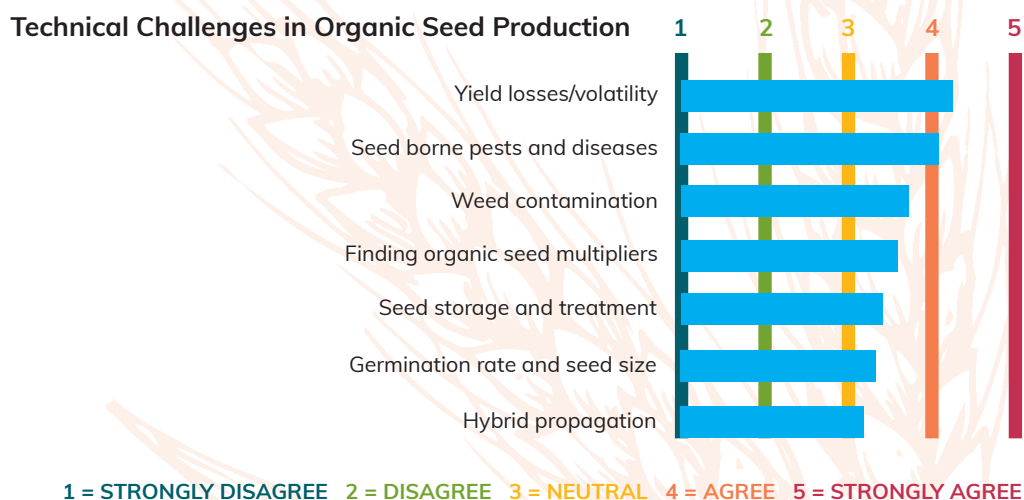 Technical Challenges in Organic Seed Production 1 2 3 4 5
Yield losses/volatility
Seed borne pests and diseases
Weed contamination
Finding organic seed multipliers
Seed storage and treatment
Germination rate and seed size
Hybrid propagation
1 = STRONGLY DISAGREE 2 = DISAGREE 3 = NEUTRAL 4 = AGREE 5 = STRONGLY AGREE